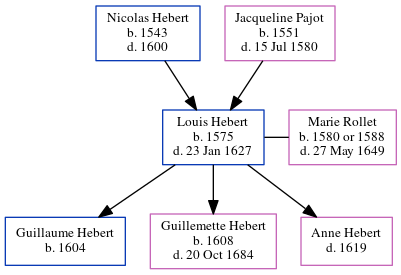 Nicolas Hebert
b. 1543
d. 1600
Jacqueline Pajot
b. 1551
d. 15 Jul 1580
Louis Hebert
b. 1575
d. 23 Jan 1627
Marie Rollet
b. 1580 or 1588
d. 27 May 1649
Guillaume Hebert
b. 1604
Guillemette Hebert
b. 1608
d. 20 Oct 1684
Anne Hebert
d. 1619